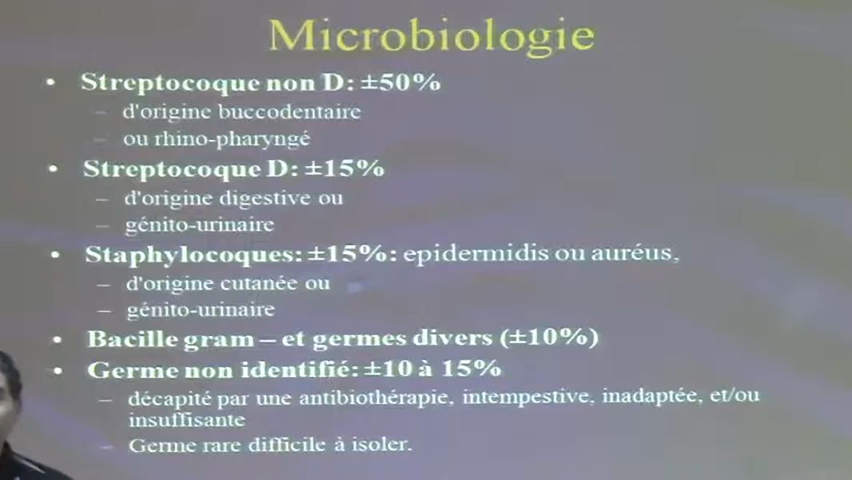 Microbiologie
• Streptocoque non D: ±50%
– d'origine buccodentaire
– ou rhino-pharyngé
• Streptocoque D: ±15%
– d'origine digestive ou
– génito-urinaire
• Staphylocoques: ±15%: epidermidis ou auréus,
– d'origine cutanée ou
– génito-urinaire
• Bacille gram – et germes divers (±10%)
• Germe non identifié: ±10 à 15%
– décapité par une antibiothérapie, intempestive, inadaptée, et/ou
insuffisante
– Germe rare difficile à isoler.